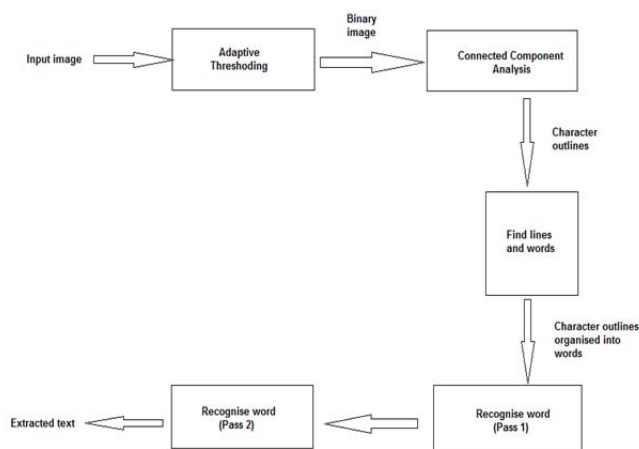 Input image
Adaptive
Threshoding
Binary
image
Connected Component
Analysis
Character
outlines
Find lines
and words
Character outlines
organised into
words
Recognise word
(Pass 1)
Recognise word
(Pass 2)
Extracted text